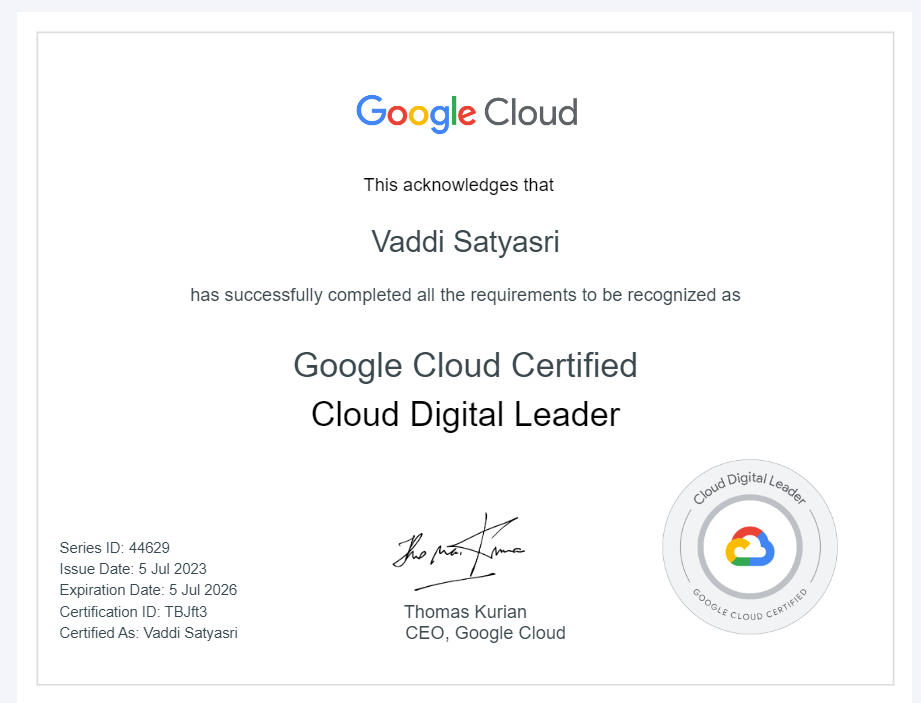 Google Cloud
This acknowledges that
Vaddi Satyasri
has successfully completed all the requirements to be recognized as
Google Cloud Certified
Cloud Digital Leader
Series ID: 44629
Issue Date: 5 Jul 2023
Expiration Date: 5 Jul 2026
Certification ID: TBJft3
Certified As: Vaddi Satyasri
Thomas Kurian
CEO, Google Cloud
Cloud Digital Leader
GOOGLE CLOUD CERTIFIED